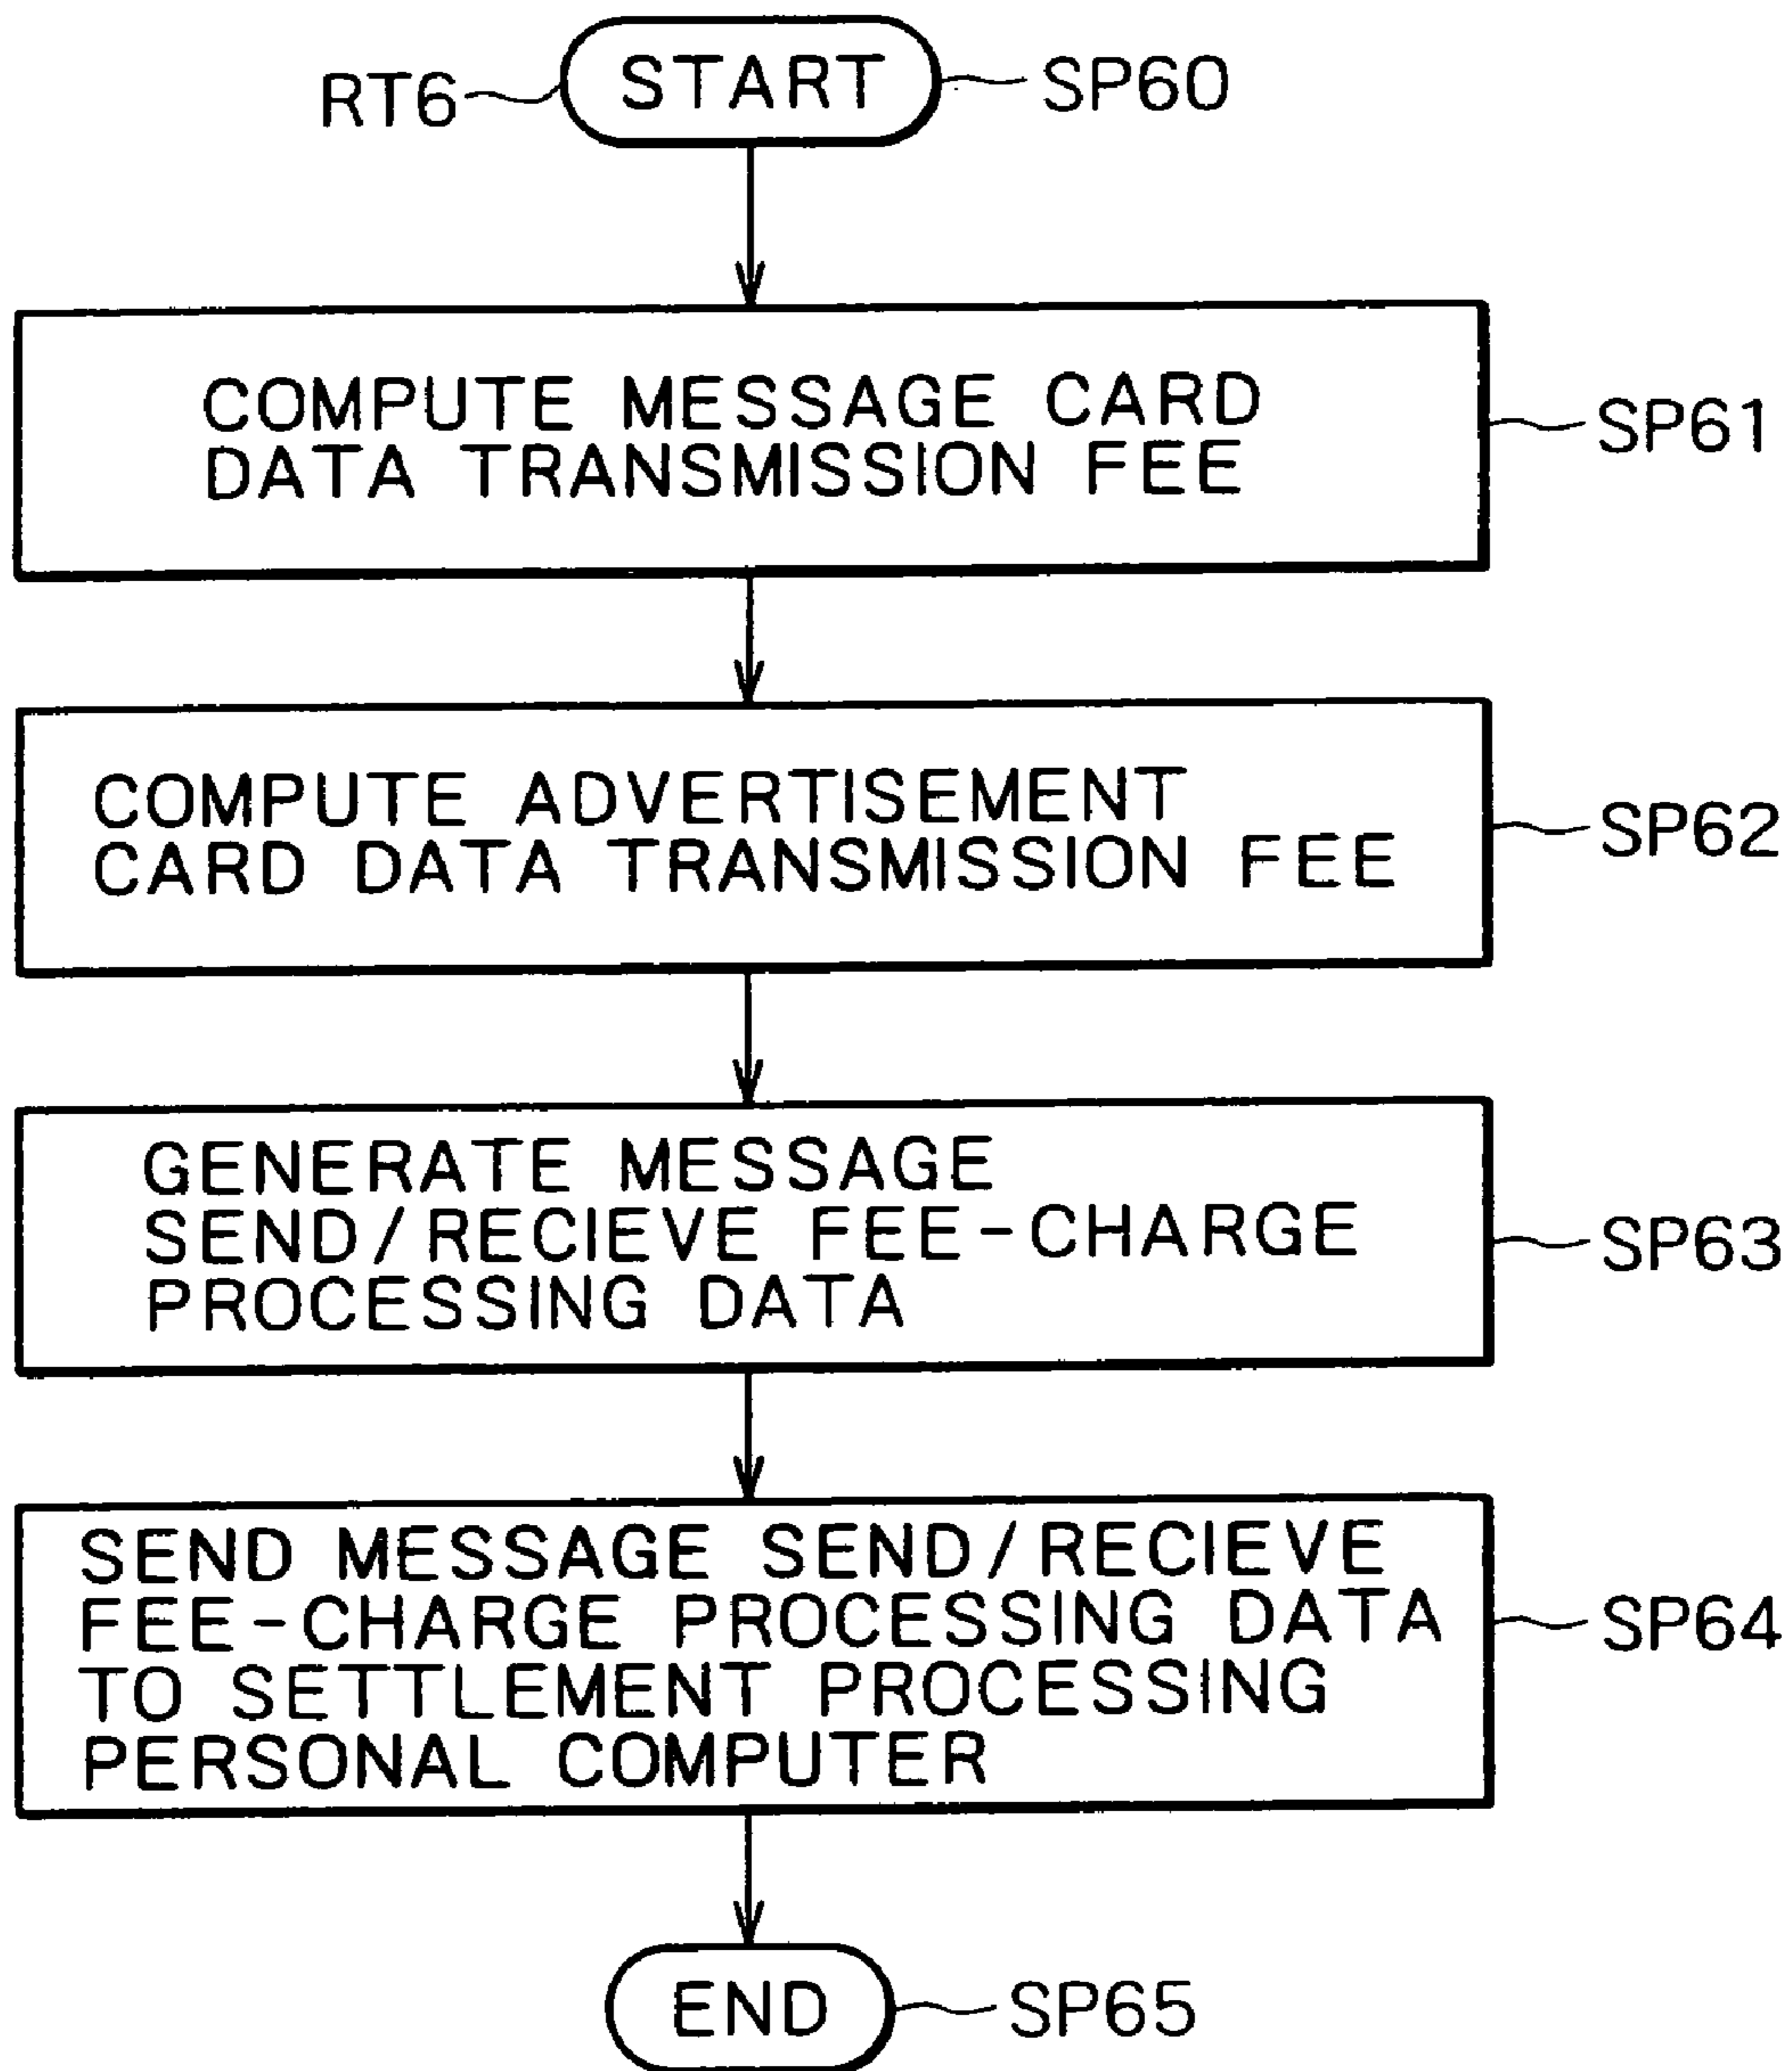 RT6
START
SP60
COMPUTE MESSAGE CARD
DATA TRANSMISSION FEE
SP61
COMPUTE ADVERTISEMENT
CARD DATA TRANSMISSION FEE
SP62
GENERATE MESSAGE
SEND/RECIEVE FEE-CHARGE
PROCESSING DATA
SP63
SEND MESSAGE SEND/RECIEVE
FEE-CHARGE PROCESSING DATA
TO SETTLEMENT PROCESSING
PERSONAL COMPUTER
SP64
END
SP65